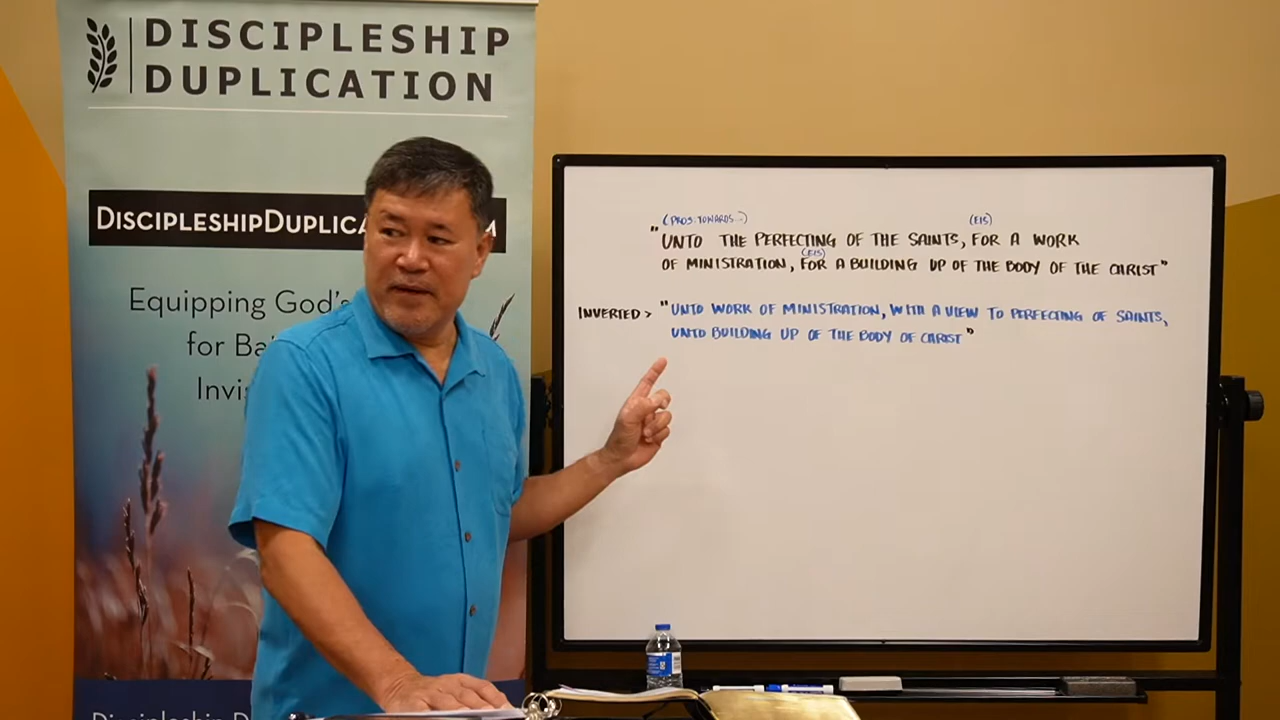 DISCIPLESHIP
DUPLICATION
DISCIPLESHIPDUPLICA M
Equipping God's
for Ba
Invis
(PROS: TOWARDS...)
(EIS)
"UNTO THE PERFECTING OF THE SAINTS, FOR A WORK
(EIS)
OF MINISTRATION, FOR A BUILDING UP OF THE BODY OF THE CHRIST"
INVERTED > "UNTO WORK OF MINISTRATION, WITH A VIEW TO PERFECTING OF SAINTS,
UNTO BUILDING UP OF THE BODY OF CHRIST"
Discipleship D